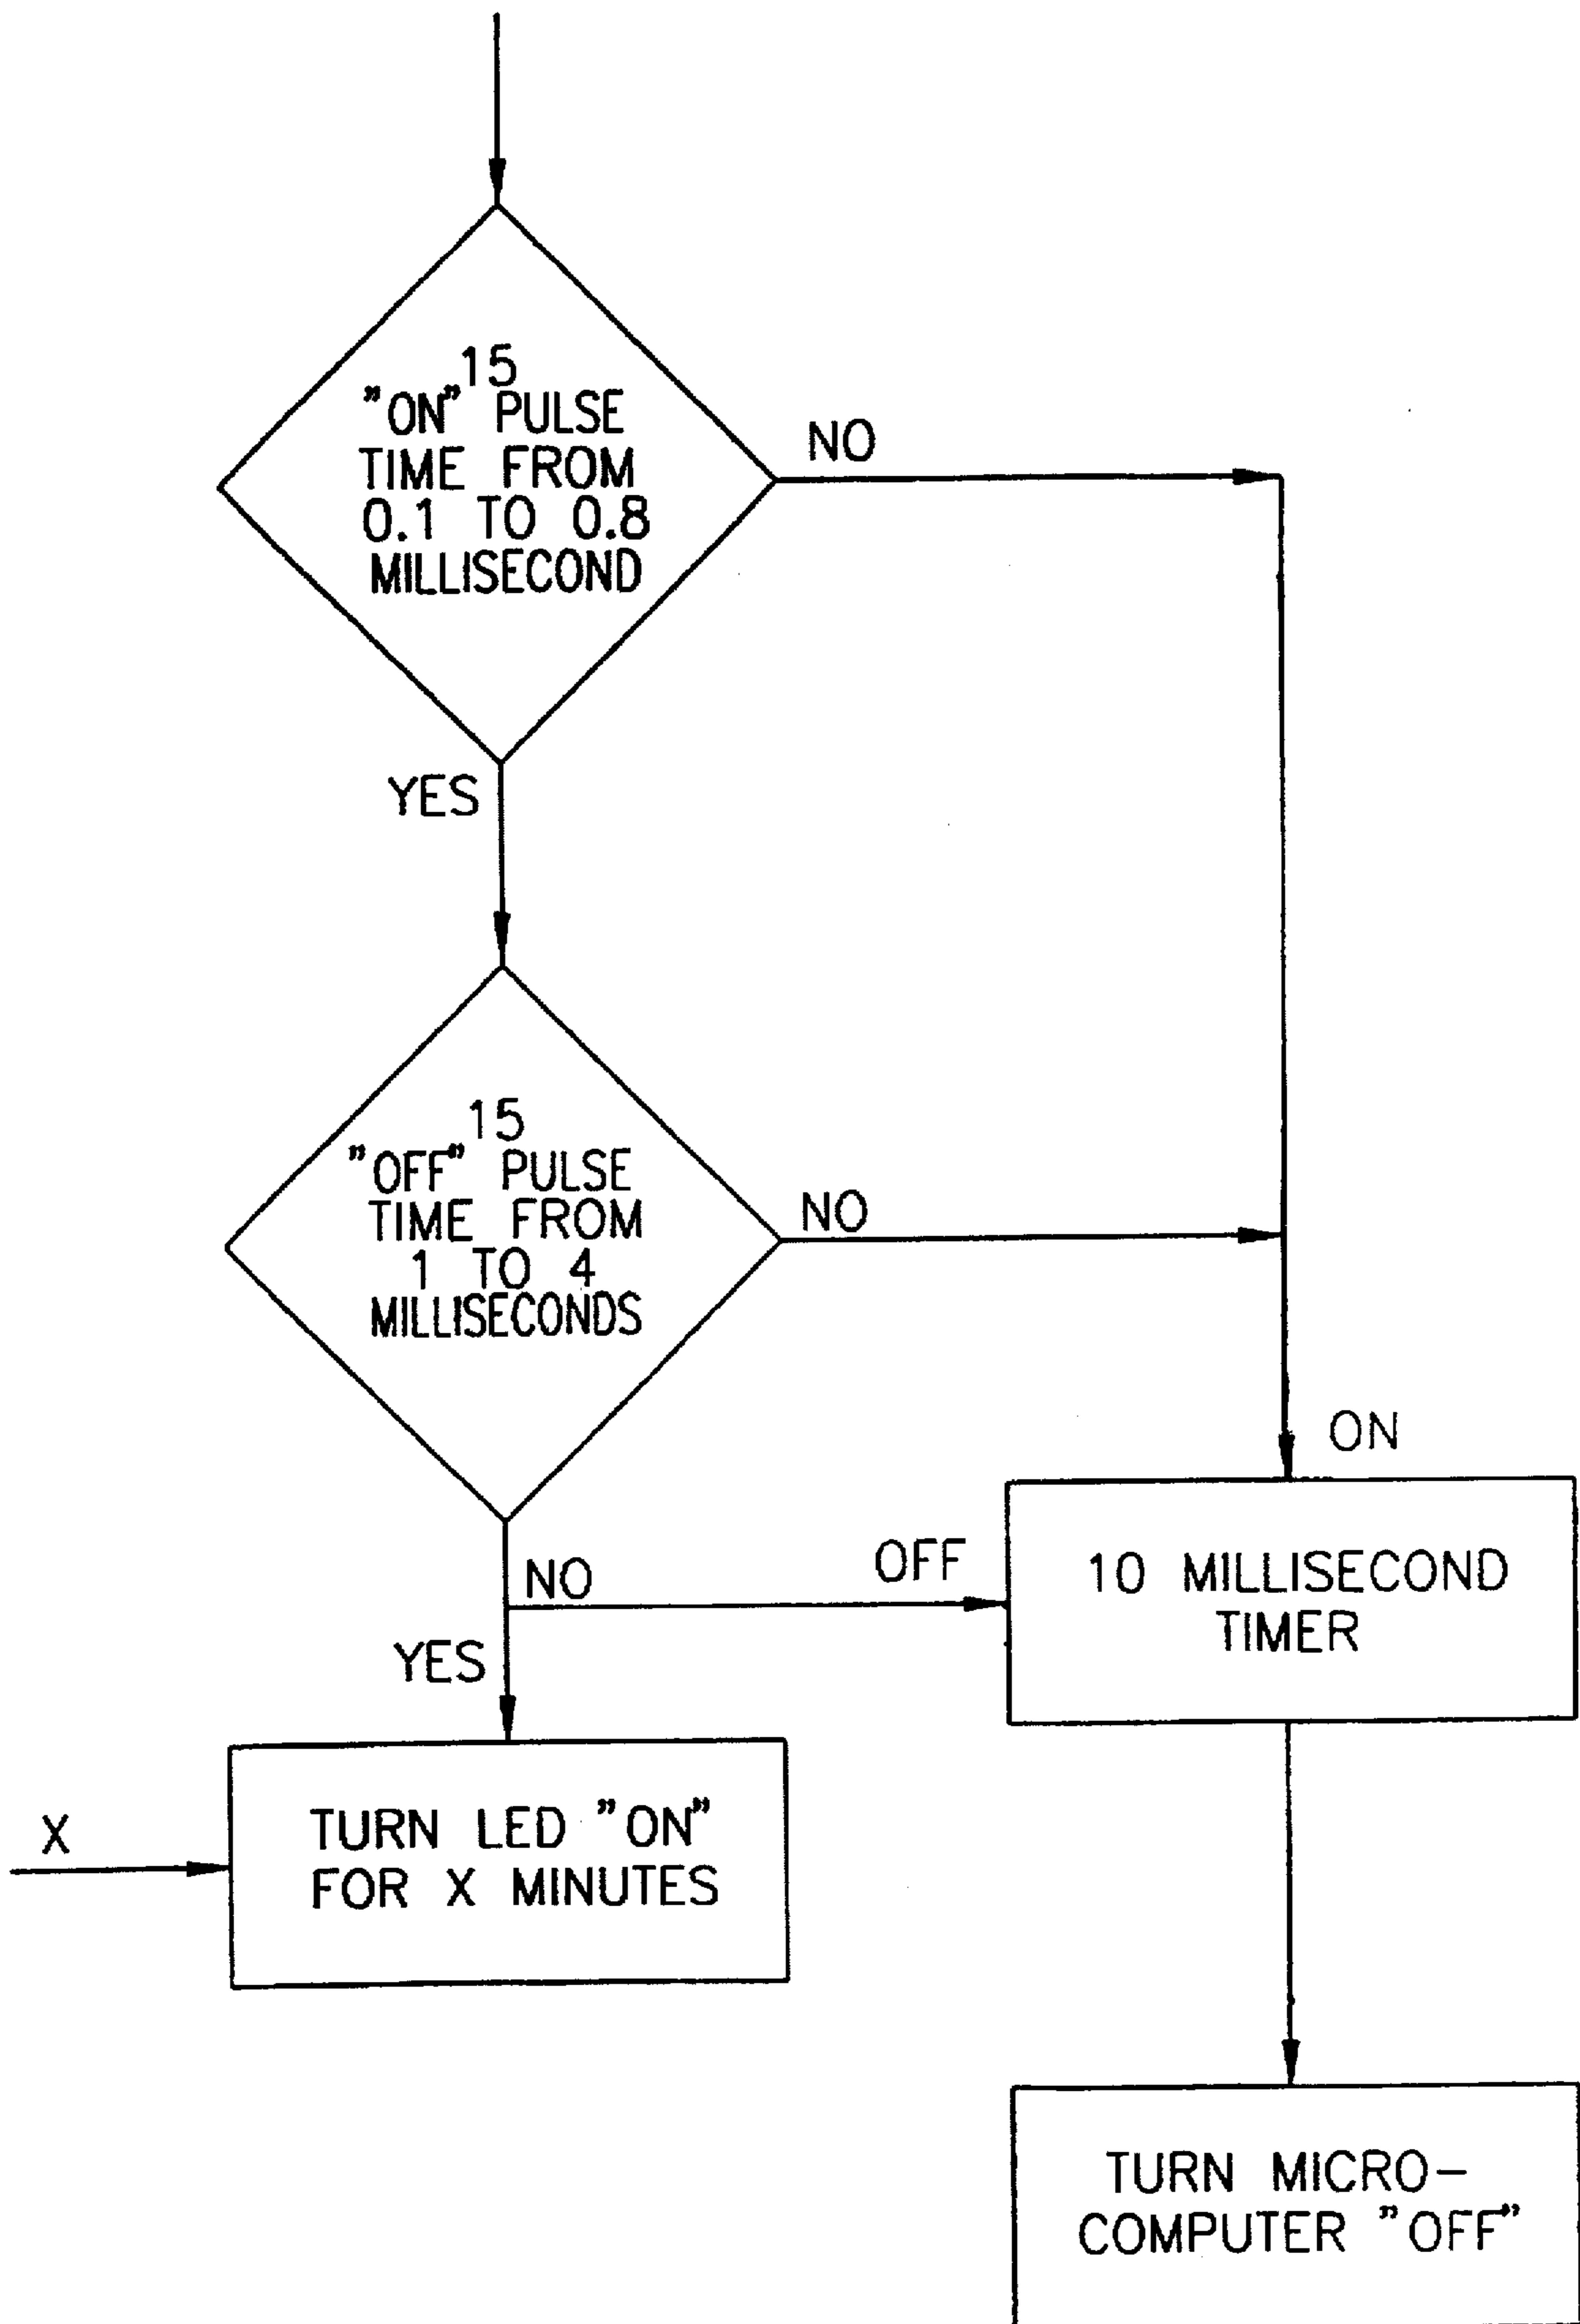 15
"ON" PULSE
TIME FROM
0.1 TO 0.8
MILLISECOND
NO
YES
15
"OFF" PULSE
TIME FROM
1 TO 4
MILLISECONDS
NO
ON
NO
OFF
10 MILLISECOND
TIMER
YES
X
TURN LED "ON"
FOR X MINUTES
TURN MICRO-
COMPUTER "OFF"